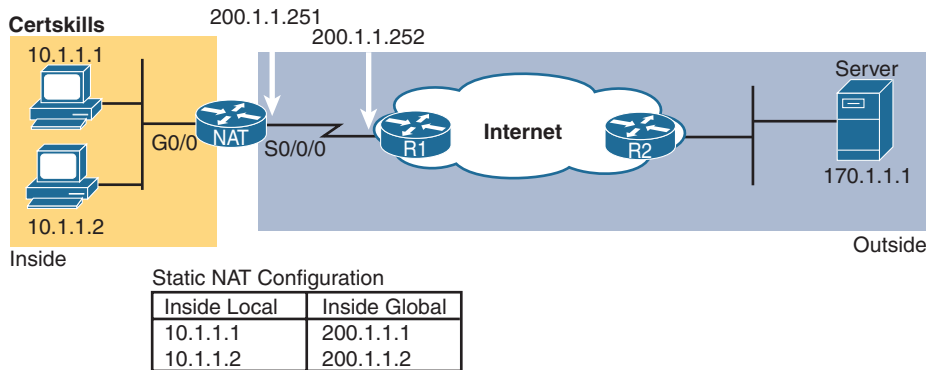 200.1.1.251
Certskills
200.1.1.252
10.1.1.1
Server
NAT
Internet
G0/0
S0/0/0
R1
R2
170.1.1.1
10.1.1.2
Inside
Outside
Static NAT Configuration
Inside Local Inside Global
10.1.1.1 200.1.1.1
10.1.1.2 200.1.1.2